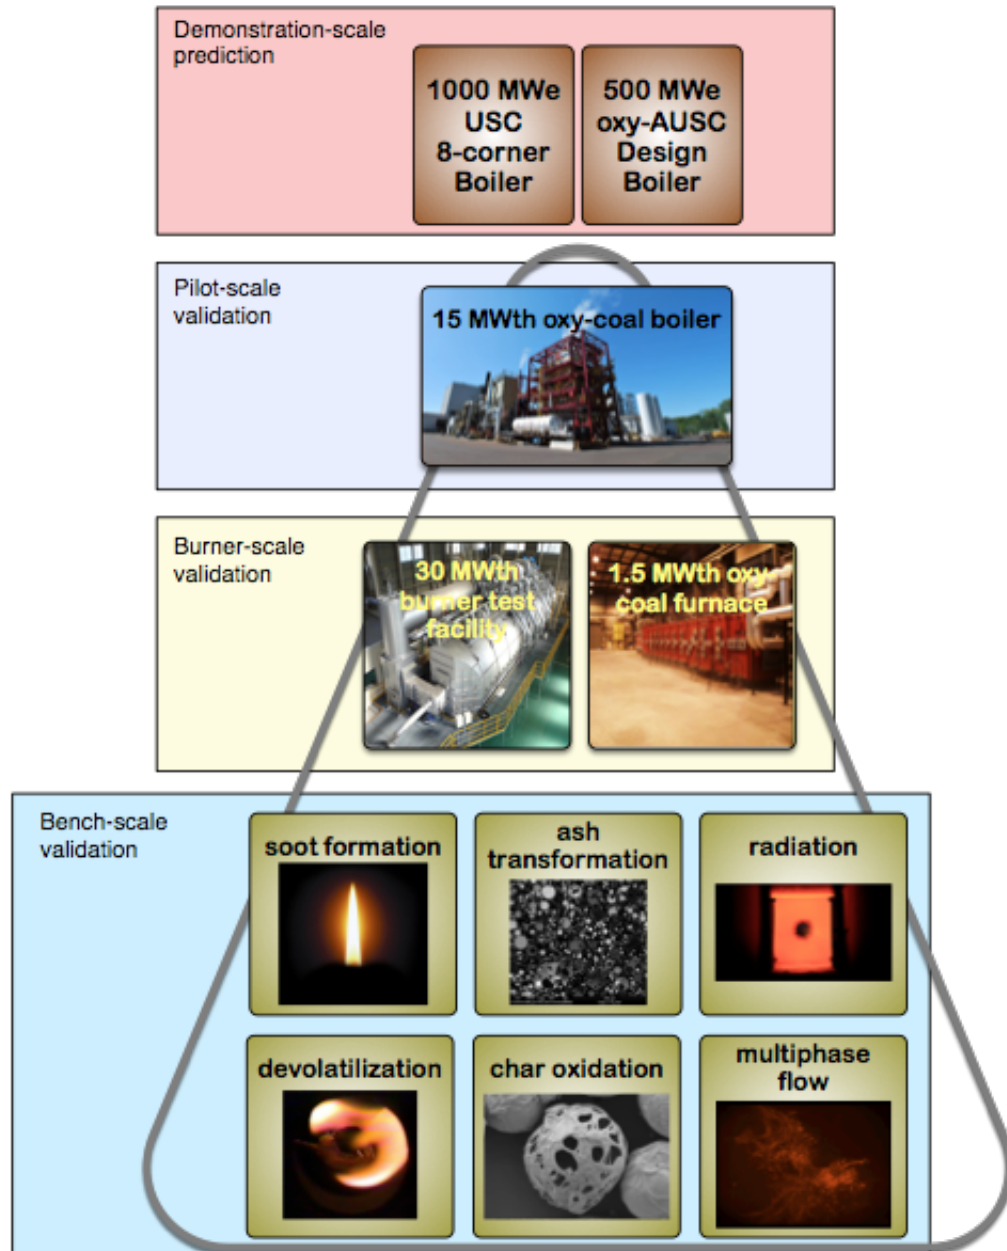 Demonstration-scale
prediction
1000 MWe
USC
8-corner
Boiler
500 MWe
oxy-AUSC
Design
Boiler
Pilot-scale
validation
15 MWth oxy-coal boiler
Burner-scale
validation
30 MWth
burner test
facility
1.5 MWth oxy-
coal furnace
Bench-scale
validation
soot formation
ash
transformation
radiation
devolatilization
char oxidation
multiphase
flow